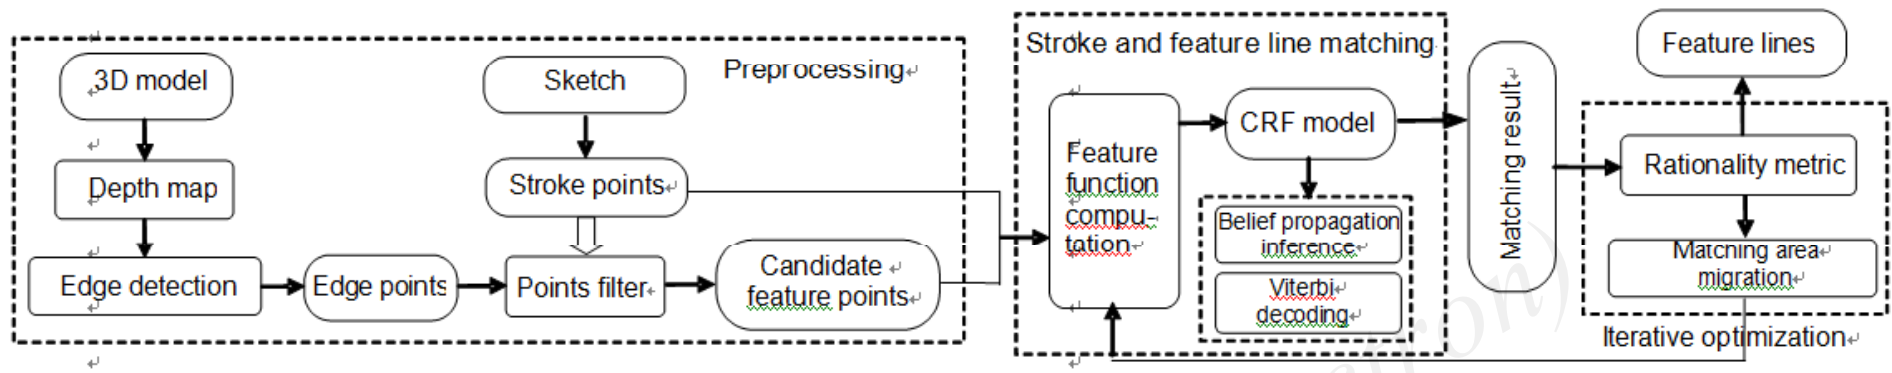 3D model
Sketch
Preprocessing
Depth map
Stroke points
Edge detection
Edge points
Points filter
Candidate
feature points
Stroke and feature line matching
Feature
function
compu-
tation
CRF model
Belief propagation
inference
Viterbi
decoding
Matching result
Feature lines
Rationality metric
Matching area
migration
Iterative optimization